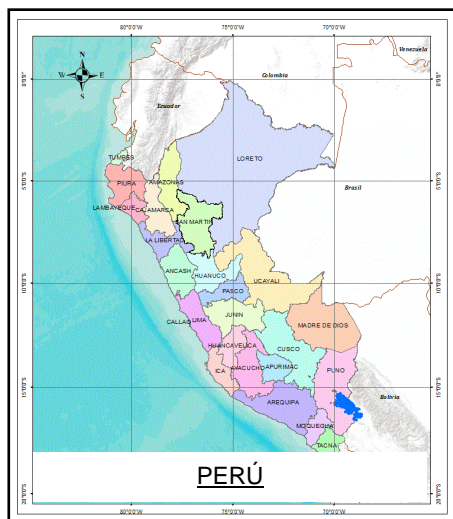 80°0'0"W 75°0'0"W 70°0'0"W
N
W E
S
Venezuela
Colombia
0°0'0"
Ecuador
TUMBES
LORETO
5°0'0"S
PIURA
AMAZONAS
Brasil
LAMBAYEQUE
CAJAMARCA
SAN MARTIN
LA LIBERTAD
ANCASH
HUANUCO
UCAYALI
10°0'0"S
PASCO
CALLAO
LIMA
JUNIN
MADRE DE DIOS
HUANCAVELICA
CUSCO
ICA
AYACUCHO
APURIMAC
PUNO
15°0'0"S
AREQUIPA
Bolivia
MOQUEGUA
TACNA
PERÚ
20°0'0"S
80°0'0"W 75°0'0"W 70°0'0"W